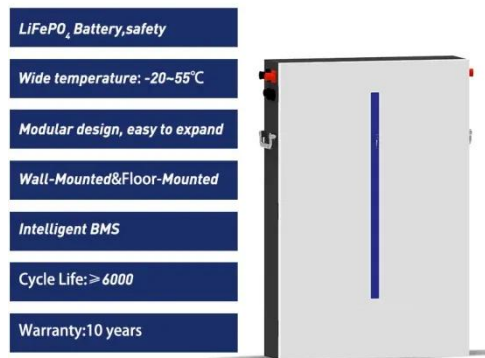 LiFePO₄ Battery,safety
Wide temperature: -20~55℃
Modular design, easy to expand
Wall-Mounted&Floor-Mounted
Intelligent BMS
Cycle Life:≥6000
Warranty:10 years